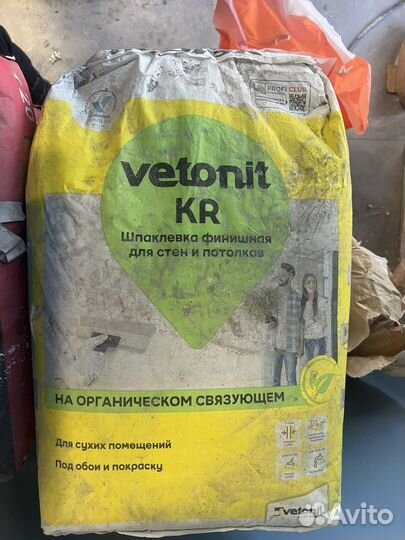 PROFI CLUB
vetonit
KR
Шпаклевка финишная
для стен и потолков
НА ОРГАНИЧЕСКОМ СВЯЗУЮЩЕМ
Для сухих помещений
Под обои и покраску
vetonit
Avito